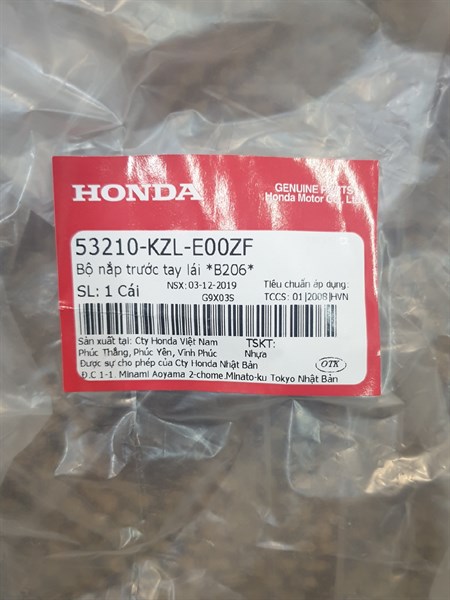 HONDA
GENUINE PARTS
Honda Motor Co., Ltd.
53210-KZL-E00ZF
Bộ nắp trước tay lái *B206*
SL: 1 Cái
NSX: 03-12-2019
G9X03S
Tiêu chuẩn áp dụng:
TCCS: 01|2008|HVN
Sản xuất tại: Cty Honda Việt Nam
TSKT:
Phúc Thắng, Phúc Yên, Vĩnh Phúc
Nhựa
Được sự cho phép của Cty Honda Nhật Bản
OTK
Đ.C 1-1. Minami Aoyama 2-chome.Minato-ku Tokyo Nhật Bản